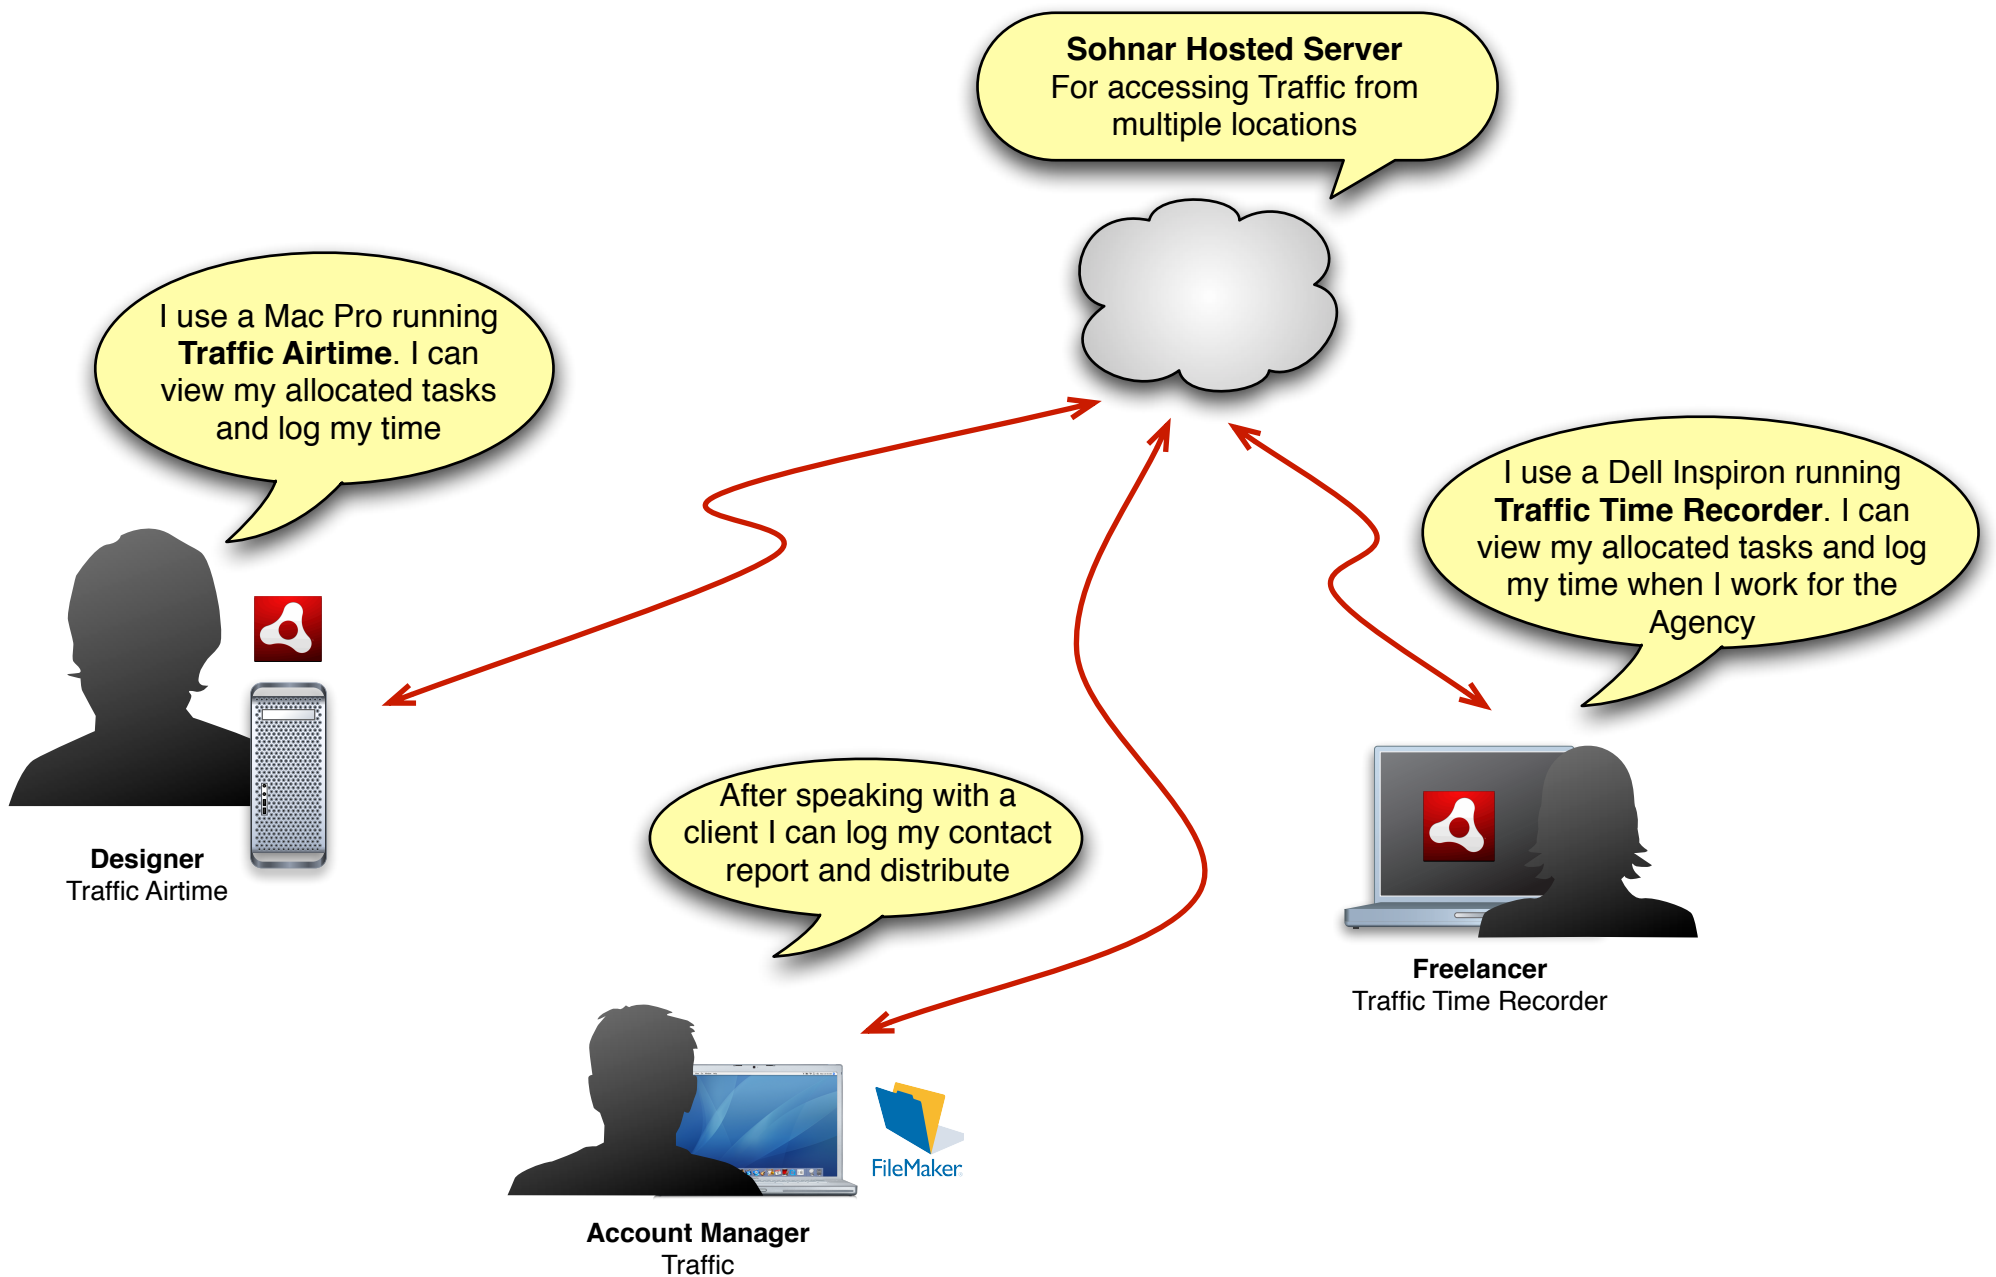 Sohnar Hosted Server
For accessing Traffic from
multiple locations
I use a Mac Pro running
Traffic Airtime. I can
view my allocated tasks
and log my time
I use a Dell Inspiron running
Traffic Time Recorder. I can
view my allocated tasks and log
my time when I work for the
Agency
After speaking with a
client I can log my contact
report and distribute
Designer
Traffic Airtime
Freelancer
Traffic Time Recorder
FileMaker
Account Manager
Traffic